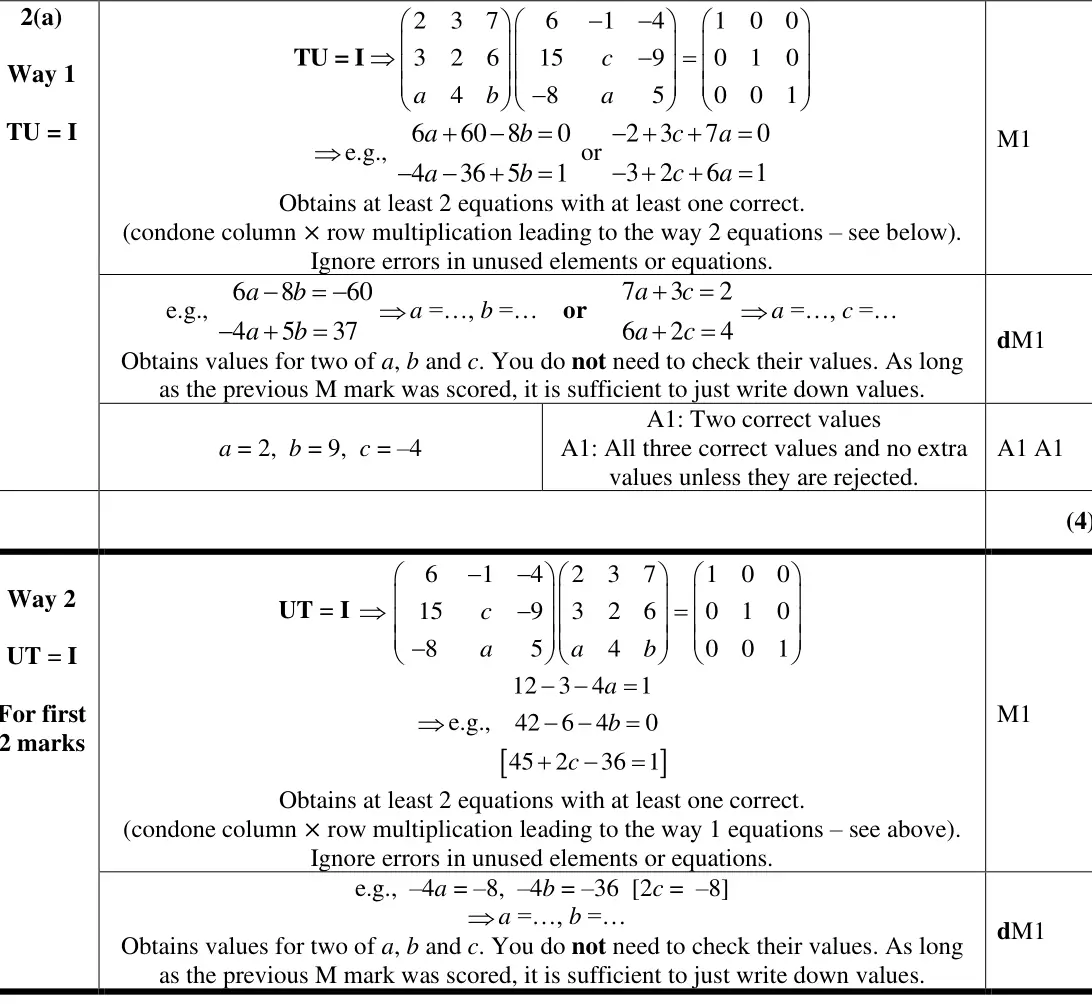 2(a)
Way 1
TU = I
TU = I ⇒ (2 3 7; 3 2 6; a 4 b)(6 −1 −4; 15 c −9; −8 a 5) = (1 0 0; 0 1 0; 0 0 1)
⇒ e.g., 6a + 60 − 8b = 0 or −2 + 3c + 7a = 0
−4a − 36 + 5b = 1 −3 + 2c + 6a = 1
Obtains at least 2 equations with at least one correct.
(condone column × row multiplication leading to the way 2 equations – see below).
Ignore errors in unused elements or equations.
M1
e.g., 6a − 8b = −60 ⇒ a =…, b =… or 7a + 3c = 2 ⇒ a =…, c =…
−4a + 5b = 37 6a + 2c = 4
Obtains values for two of a, b and c. You do not need to check their values. As long
as the previous M mark was scored, it is sufficient to just write down values.
dM1
a = 2, b = 9, c = –4
A1: Two correct values
A1: All three correct values and no extra
values unless they are rejected.
A1 A1
(4)
Way 2
UT = I
For first
2 marks
UT = I ⇒ (6 −1 −4; 15 c −9; −8 a 5)(2 3 7; 3 2 6; a 4 b) = (1 0 0; 0 1 0; 0 0 1)
12 − 3 − 4a = 1
⇒ e.g., 42 − 6 − 4b = 0
[45 + 2c − 36 = 1]
Obtains at least 2 equations with at least one correct.
(condone column × row multiplication leading to the way 1 equations – see above).
Ignore errors in unused elements or equations.
M1
e.g., –4a = –8, –4b = –36 [2c = –8]
⇒ a =…, b =…
Obtains values for two of a, b and c. You do not need to check their values. As long
as the previous M mark was scored, it is sufficient to just write down values.
dM1